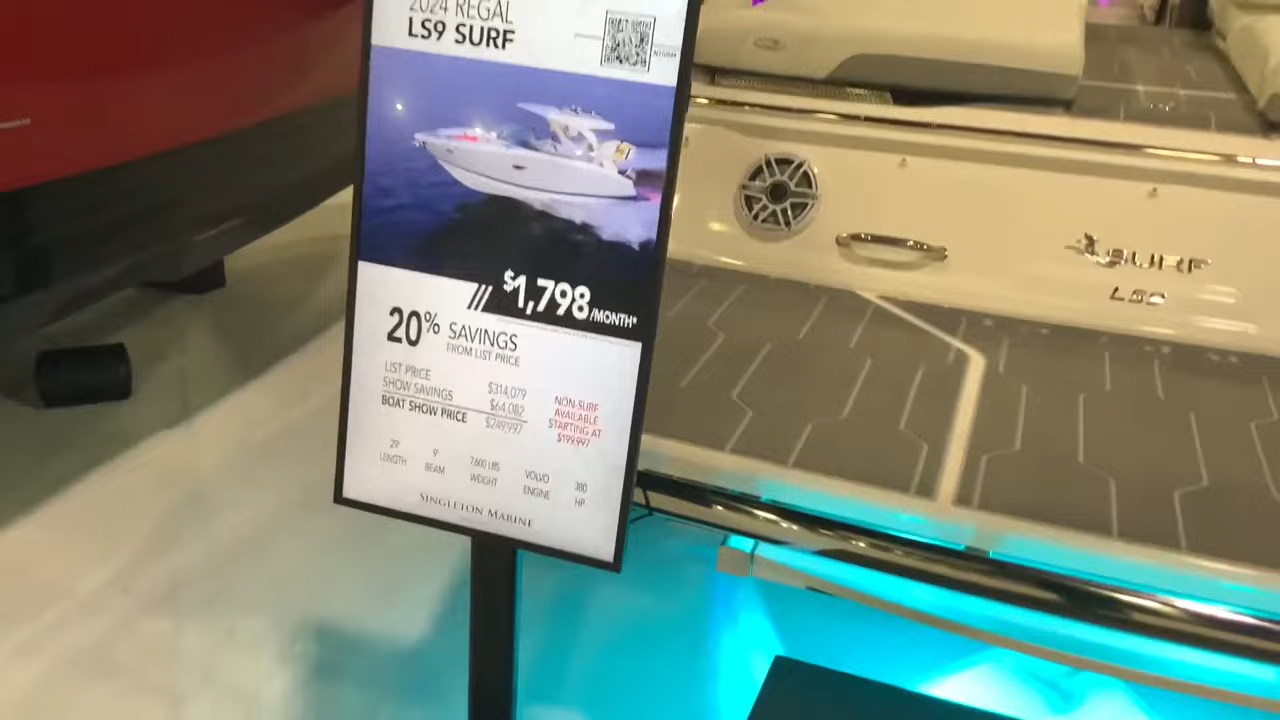 2024 REGAL
LS9 SURF
$1,798/MONTH*
20% SAVINGS
FROM LIST PRICE
LIST PRICE $314,079
SHOW SAVINGS $64,082
BOAT SHOW PRICE $249,997
NON-SURF
AVAILABLE
STARTING AT
$199,997
29' LENGTH
9' BEAM
7,600 LBS WEIGHT
VOLVO ENGINE
380 HP
SINGLETON MARINE
SURF
LS9